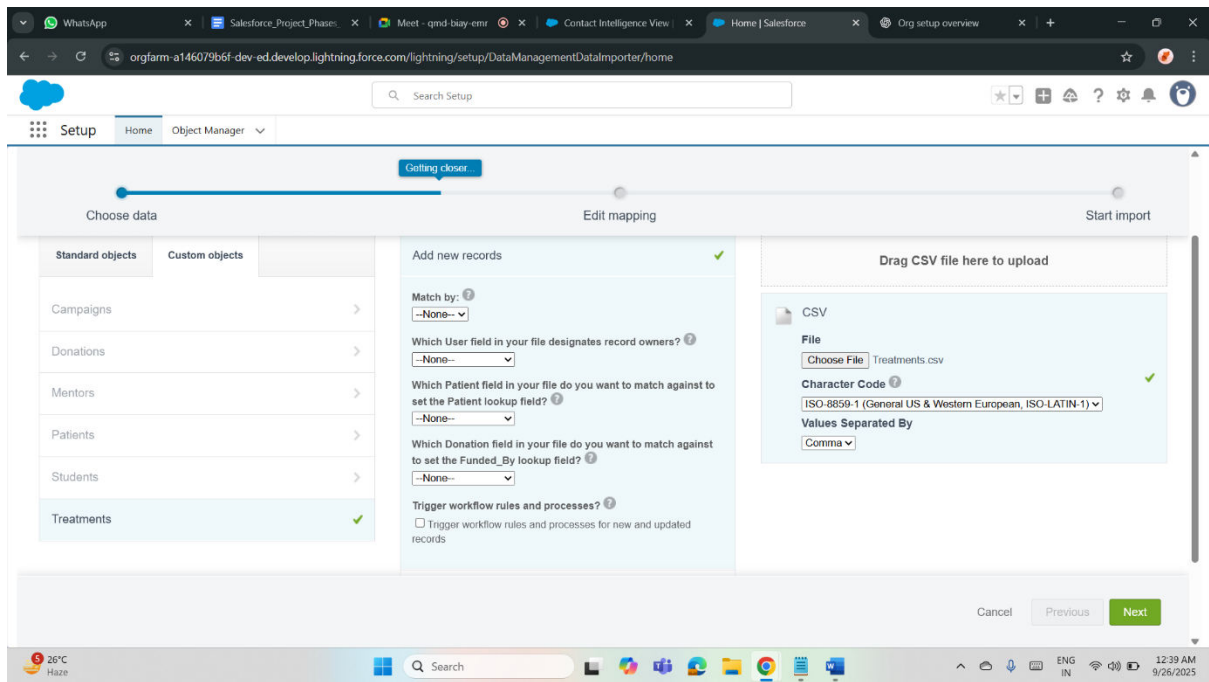 WhatsApp
Salesforce_Project_Phases_
Meet - qmd-biay-emr
Contact Intelligence View |
Home | Salesforce
Org setup overview
orgfarm-a146079b6f-dev-ed.develop.lightning.force.com/lightning/setup/DataManagementDataImporter/home
Search Setup
Setup
Home
Object Manager
Getting closer...
Choose data
Edit mapping
Start import
Standard objects
Custom objects
Campaigns
Donations
Mentors
Patients
Students
Treatments
Add new records
Match by:
--None--
Which User field in your file designates record owners?
--None--
Which Patient field in your file do you want to match against to
set the Patient lookup field?
--None--
Which Donation field in your file do you want to match against
to set the Funded_By lookup field?
--None--
Trigger workflow rules and processes?
Trigger workflow rules and processes for new and updated
records
Drag CSV file here to upload
CSV
File
Choose File Treatments.csv
Character Code
ISO-8859-1 (General US & Western European, ISO-LATIN-1)
Values Separated By
Comma
Cancel
Previous
Next
5
26°C
Haze
Search
ENG
IN
12:39 AM
9/26/2025